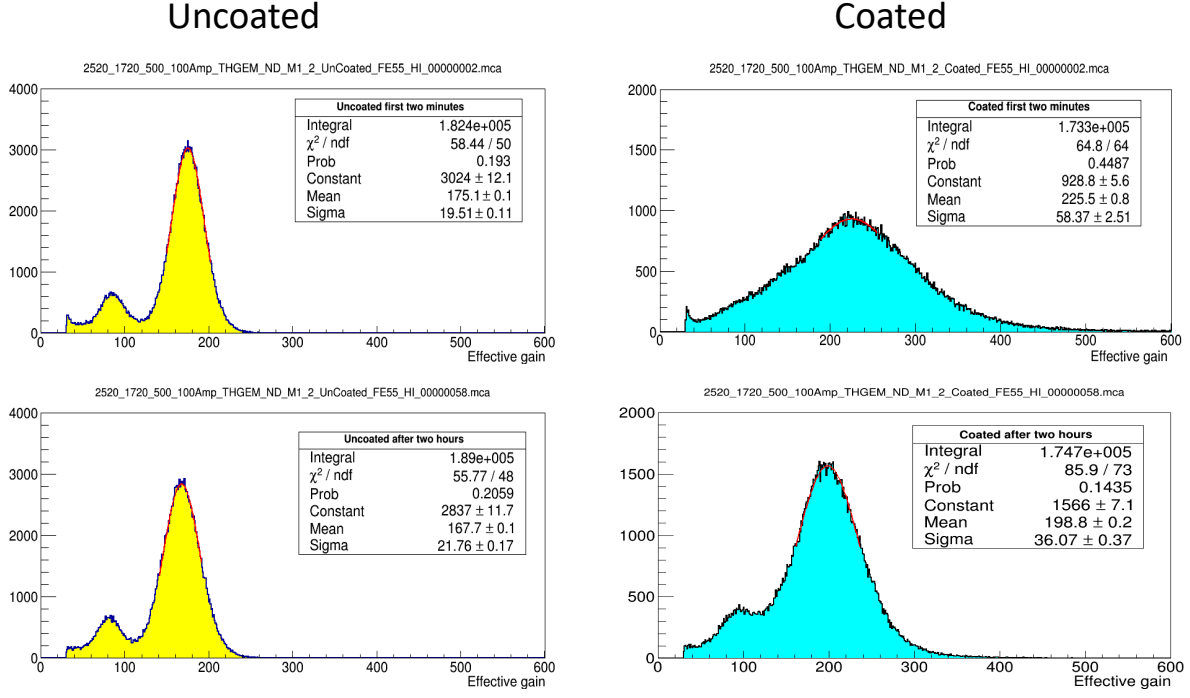 Uncoated
Coated
2520_1720_500_100Amp_THGEM_ND_M1_2_UnCoated_FE55_HI_00000002.mca
4000
3000
2000
1000
0
0 100 200 300 400 500 600
Effective gain
Uncoated first two minutes
Integral 1.824e+005
χ² / ndf 58.44 / 50
Prob 0.193
Constant 3024 ± 12.1
Mean 175.1 ± 0.1
Sigma 19.51 ± 0.11
2520_1720_500_100Amp_THGEM_ND_M1_2_Coated_FE55_HI_00000002.mca
2000
1500
1000
500
0
0 100 200 300 400 500 600
Effective gain
Coated first two minutes
Integral 1.733e+005
χ² / ndf 64.8 / 64
Prob 0.4487
Constant 928.8 ± 5.6
Mean 225.5 ± 0.8
Sigma 58.37 ± 2.51
2520_1720_500_100Amp_THGEM_ND_M1_2_UnCoated_FE55_HI_00000058.mca
4000
3000
2000
1000
0
0 100 200 300 400 500 600
Effective gain
Uncoated after two hours
Integral 1.89e+005
χ² / ndf 55.77 / 48
Prob 0.2059
Constant 2837 ± 11.7
Mean 167.7 ± 0.1
Sigma 21.76 ± 0.17
2520_1720_500_100Amp_THGEM_ND_M1_2_Coated_FE55_HI_00000058.mca
2000
1500
1000
500
0
0 100 200 300 400 500 600
Effective gain
Coated after two hours
Integral 1.747e+005
χ² / ndf 85.9 / 73
Prob 0.1435
Constant 1566 ± 7.1
Mean 198.8 ± 0.2
Sigma 36.07 ± 0.37